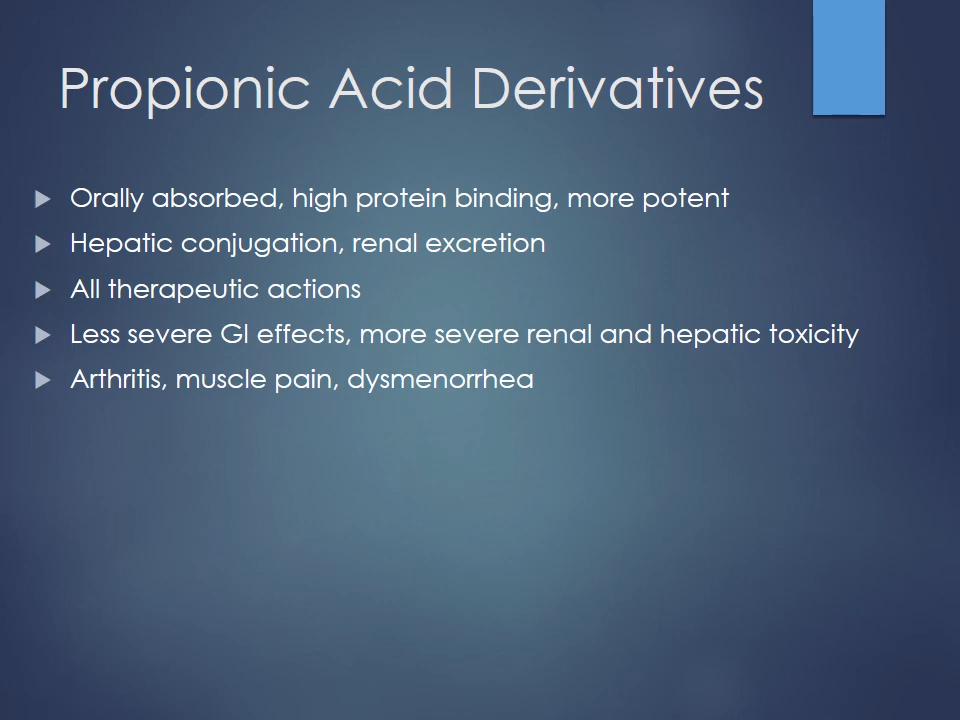 Propionic Acid Derivatives
Orally absorbed, high protein binding, more potent
Hepatic conjugation, renal excretion
All therapeutic actions
Less severe GI effects, more severe renal and hepatic toxicity
Arthritis, muscle pain, dysmenorrhea